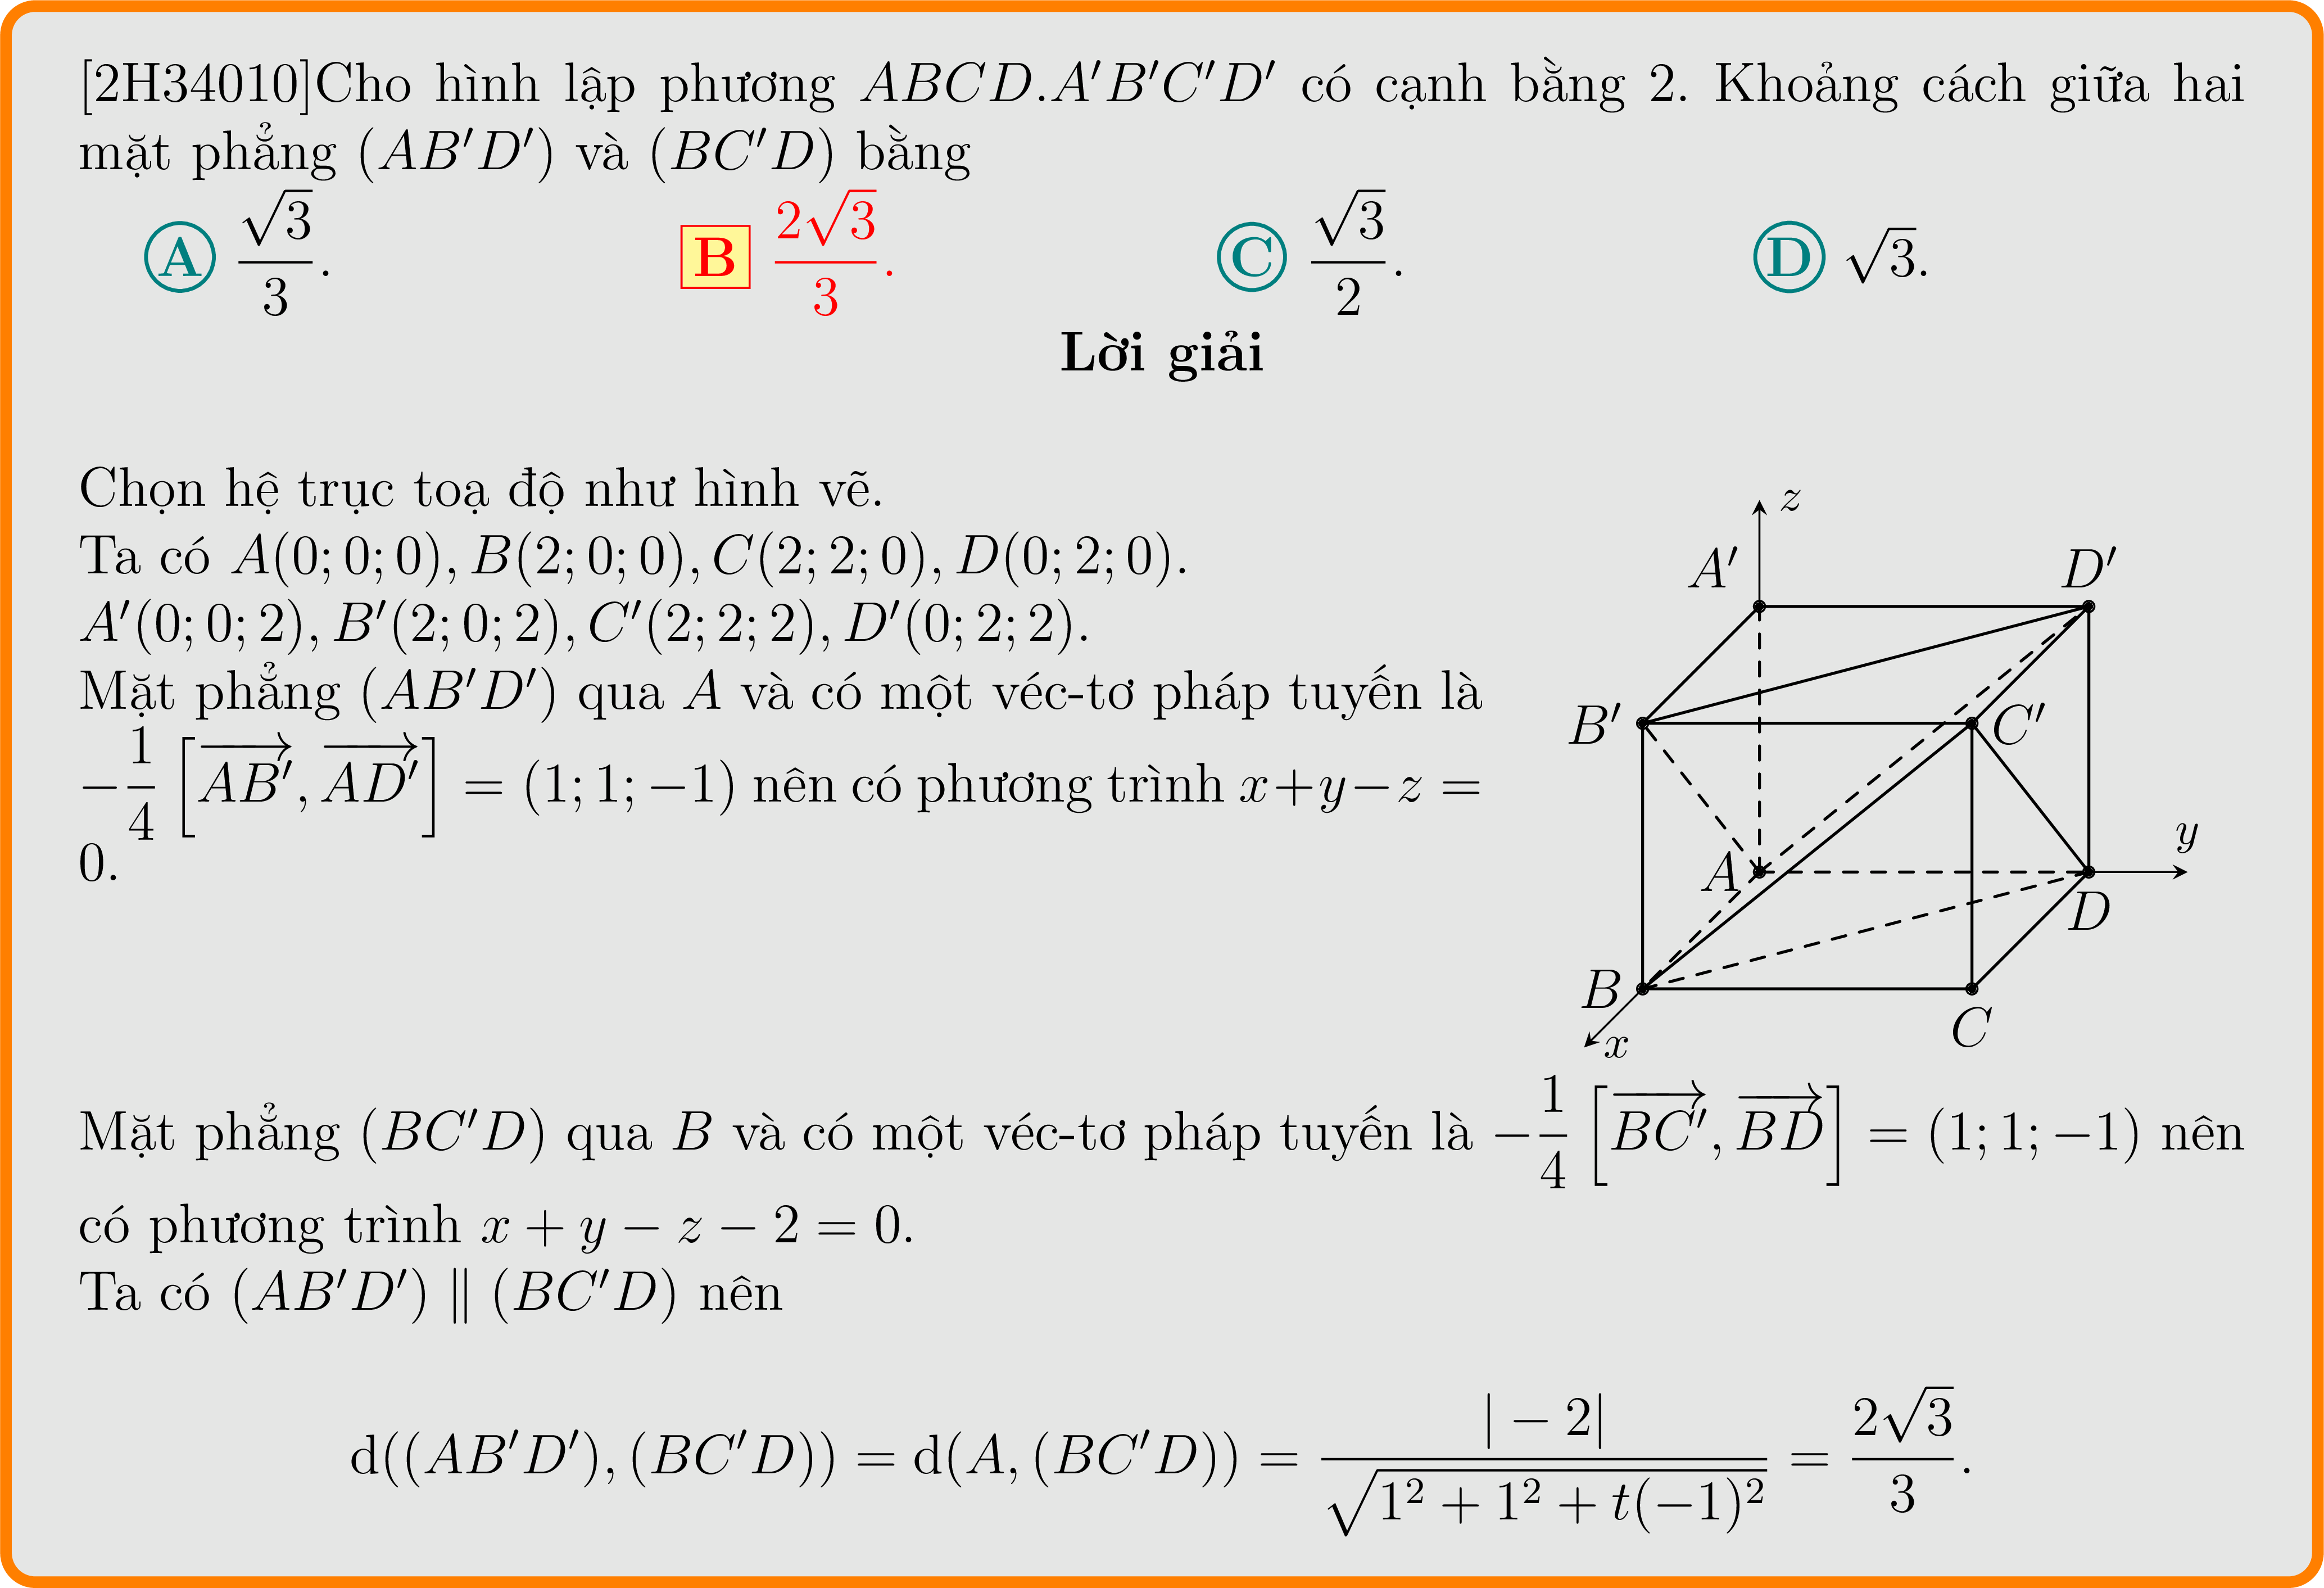 [2H34010]Cho hình lập phương $ABCD.A'B'C'D'$ có cạnh bằng 2. Khoảng cách giữa hai
mặt phẳng $(AB'D')$ và $(BC'D)$ bằng
A $\dfrac{\sqrt{3}}{3}$. B $\dfrac{2\sqrt{3}}{3}$. C $\dfrac{\sqrt{3}}{2}$. D $\sqrt{3}$.
Lời giải
Chọn hệ trục toạ độ như hình vẽ.
Ta có $A(0;0;0), B(2;0;0), C(2;2;0), D(0;2;0)$.
$A'(0;0;2), B'(2;0;2), C'(2;2;2), D'(0;2;2)$.
Mặt phẳng $(AB'D')$ qua $A$ và có một véc-tơ pháp tuyến là
$-\dfrac{1}{4}\left[\overrightarrow{AB'}, \overrightarrow{AD'}\right] = (1;1;-1)$ nên có phương trình $x+y-z=$
0.
$z$
$A'$ $D'$
$B'$ $C'$
$y$
$A$
$D$
$B$
$C$
$x$
Mặt phẳng $(BC'D)$ qua $B$ và có một véc-tơ pháp tuyến là $-\dfrac{1}{4}\left[\overrightarrow{BC'}, \overrightarrow{BD}\right] = (1;1;-1)$ nên
có phương trình $x+y-z-2=0$.
Ta có $(AB'D') \parallel (BC'D)$ nên
$\mathrm{d}((AB'D'),(BC'D)) = \mathrm{d}(A,(BC'D)) = \dfrac{|-2|}{\sqrt{1^2+1^2+t(-1)^2}} = \dfrac{2\sqrt{3}}{3}.$